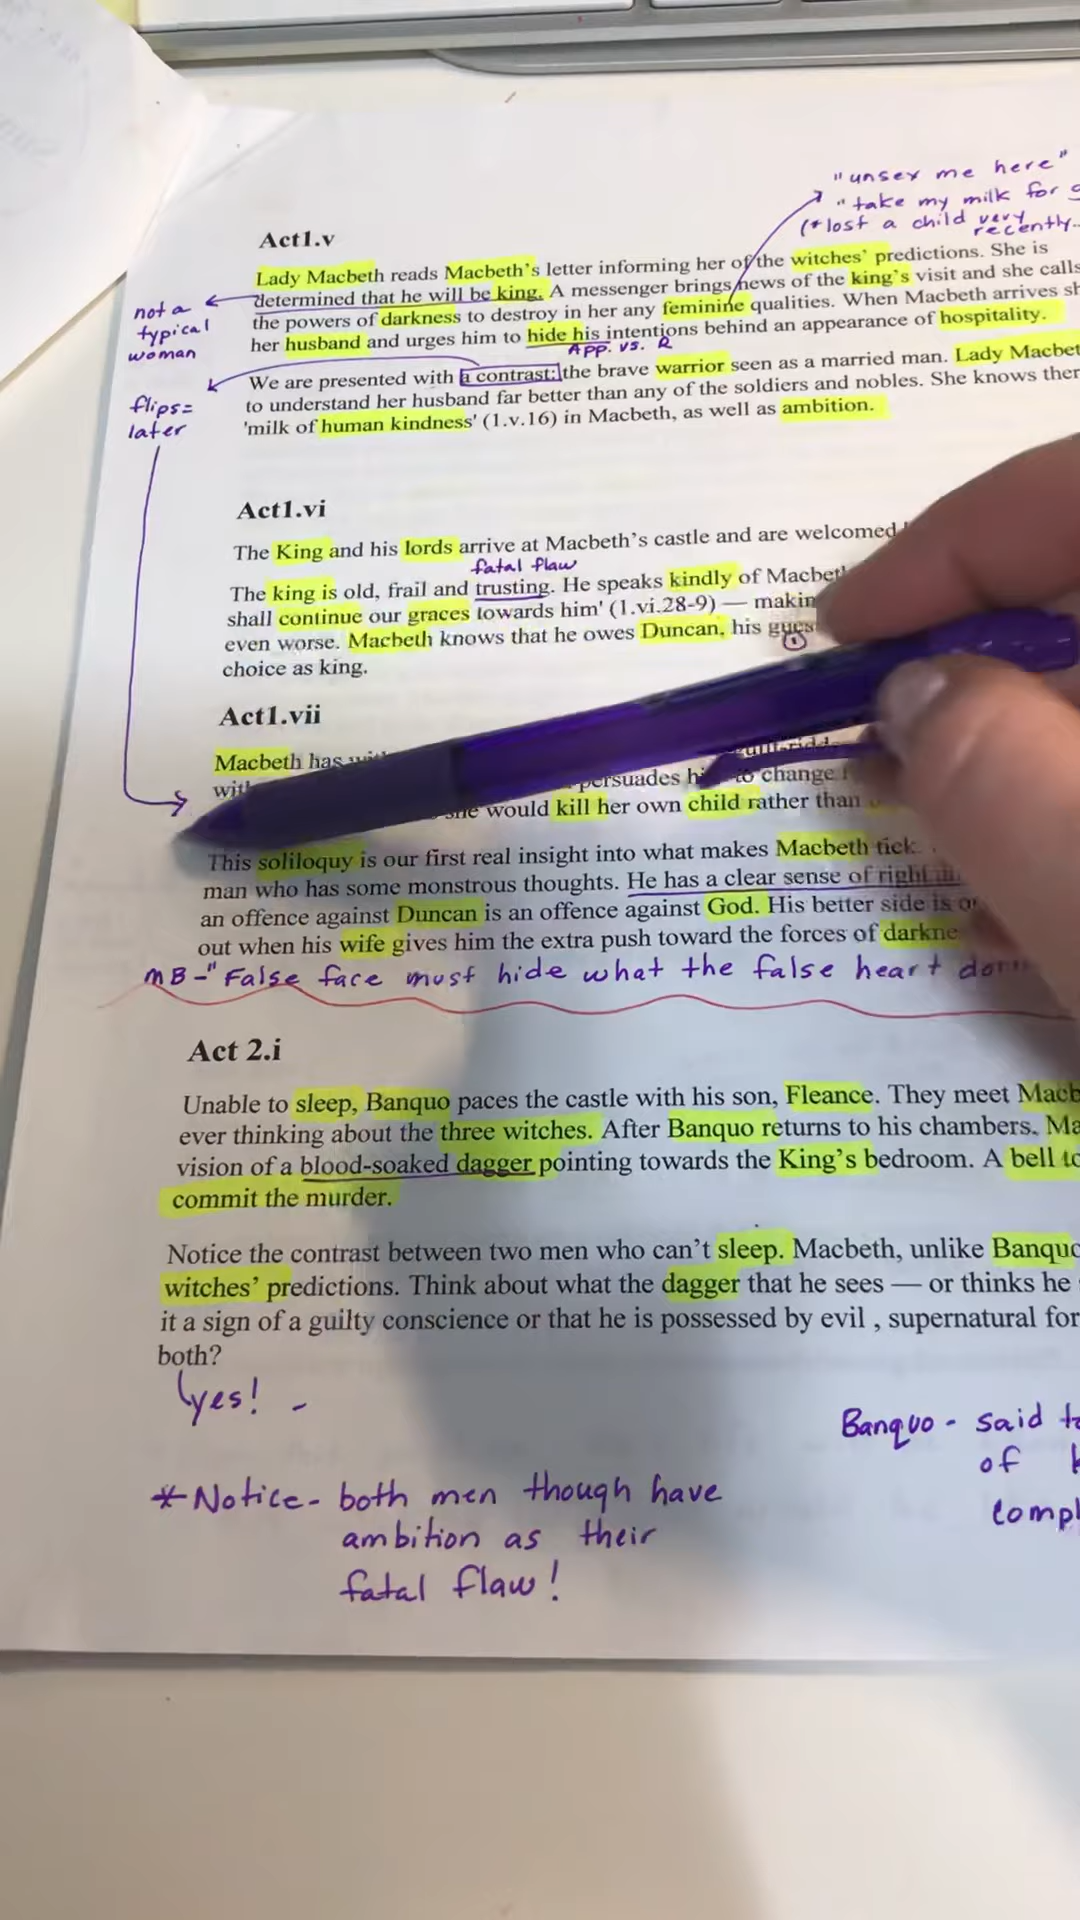 "unsex me here"
"take my milk for g
(*lost a child very
recently..
Act1.v
Lady Macbeth reads Macbeth's letter informing her of the witches' predictions. She is
determined that he will be king. A messenger brings news of the king's visit and she calls
the powers of darkness to destroy in her any feminine qualities. When Macbeth arrives sh
her husband and urges him to hide his intentions behind an appearance of hospitality.
APP. VS. R
not a
typical
woman
We are presented with a contrast: the brave warrior seen as a married man. Lady Macbet
to understand her husband far better than any of the soldiers and nobles. She knows ther
'milk of human kindness' (1.v.16) in Macbeth, as well as ambition.
flips=
later
Act1.vi
The King and his lords arrive at Macbeth's castle and are welcomed
fatal flaw
The king is old, frail and trusting. He speaks kindly of Macbet
shall continue our graces towards him' (1.vi.28-9) — makin
even worse. Macbeth knows that he owes Duncan, his gues
choice as king.
Act1.vii
Macbeth has
persuades to change
would kill her own child rather than
This soliloquy is our first real insight into what makes Macbeth tick.
man who has some monstrous thoughts. He has a clear sense of right
an offence against Duncan is an offence against God. His better side is
out when his wife gives him the extra push toward the forces of darkne
MB-"False face must hide what the false heart
Act 2.i
Unable to sleep, Banquo paces the castle with his son, Fleance. They meet Macb
ever thinking about the three witches. After Banquo returns to his chambers, Ma
vision of a blood-soaked dagger pointing towards the King's bedroom. A bell to
commit the murder.
Notice the contrast between two men who can't sleep. Macbeth, unlike Banquo
witches' predictions. Think about what the dagger that he sees — or thinks he
it a sign of a guilty conscience or that he is possessed by evil , supernatural for
both?
yes! -
Banquo - said to
of
compl
*Notice- both men though have
ambition as their
fatal flaw!